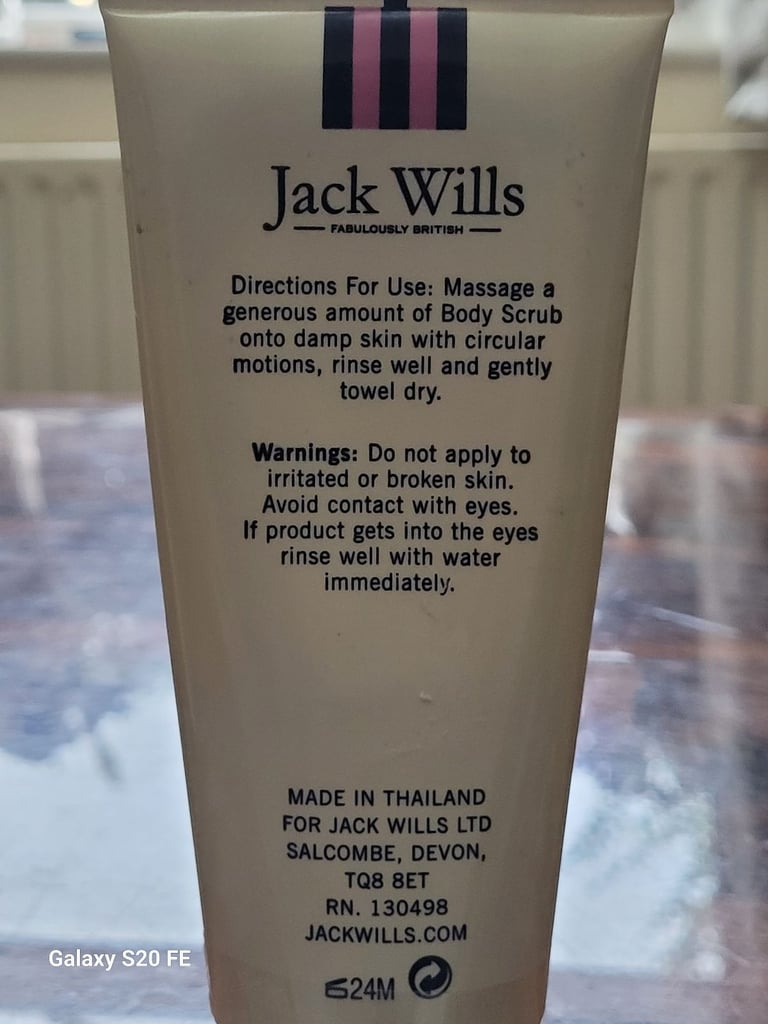 Jack Wills
FABULOUSLY BRITISH
Directions For Use: Massage a
generous amount of Body Scrub
onto damp skin with circular
motions, rinse well and gently
towel dry.
Warnings: Do not apply to
irritated or broken skin.
Avoid contact with eyes.
If product gets into the eyes
rinse well with water
immediately.
MADE IN THAILAND
FOR JACK WILLS LTD
SALCOMBE, DEVON,
TQ8 8ET
RN. 130498
JACKWILLS.COM
24M
Galaxy S20 FE